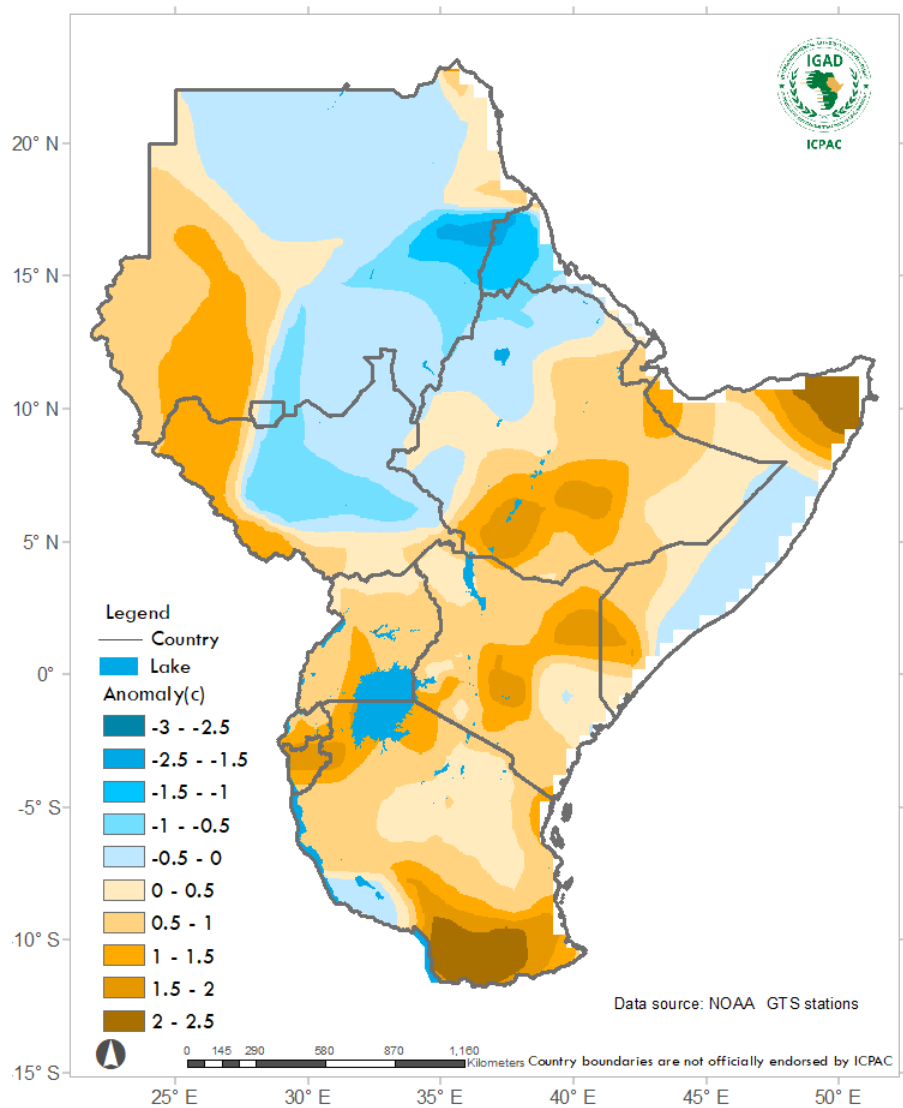 IGAD
ICPAC
20° N
15° N
10° N
5° N
0°
-5° S
-10° S
-15° S
Legend
Country
Lake
Anomaly(c)
-3 - -2.5
-2.5 - -1.5
-1.5 - -1
-1 - -0.5
-0.5 - 0
0 - 0.5
0.5 - 1
1 - 1.5
1.5 - 2
2 - 2.5
Data source: NOAA GTS stations
0 145 290 580 870 1,160
Kilometers
Country boundaries are not officially endorsed by ICPAC
25° E 30° E 35° E 40° E 45° E 50° E